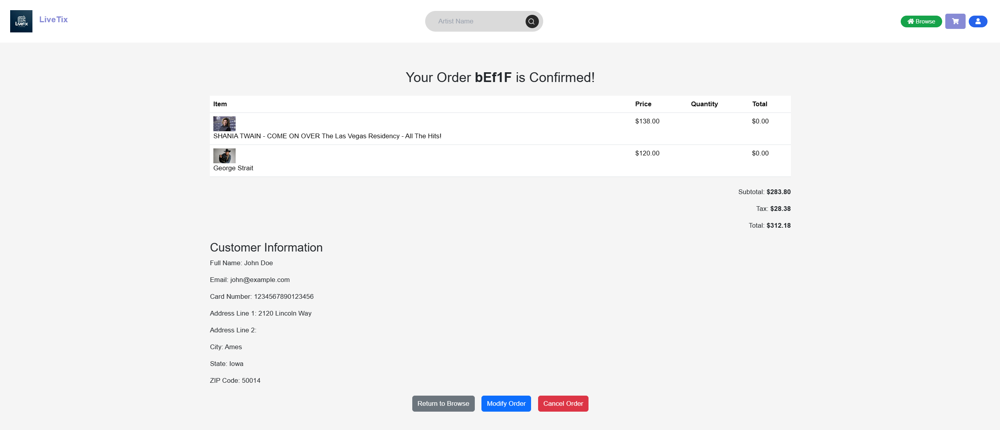 Livetix
LiveTix
Artist Name
Browse
Your Order bEf1F is Confirmed!
Item Price Quantity Total
$138.00 $0.00
SHANIA TWAIN - COME ON OVER The Las Vegas Residency - All The Hits!
$120.00 $0.00
George Strait
Subtotal: $283.80
Tax: $28.38
Total: $312.18
Customer Information
Full Name: John Doe
Email: john@example.com
Card Number: 1234567890123456
Address Line 1: 2120 Lincoln Way
Address Line 2:
City: Ames
State: Iowa
ZIP Code: 50014
Return to Browse Modify Order Cancel Order